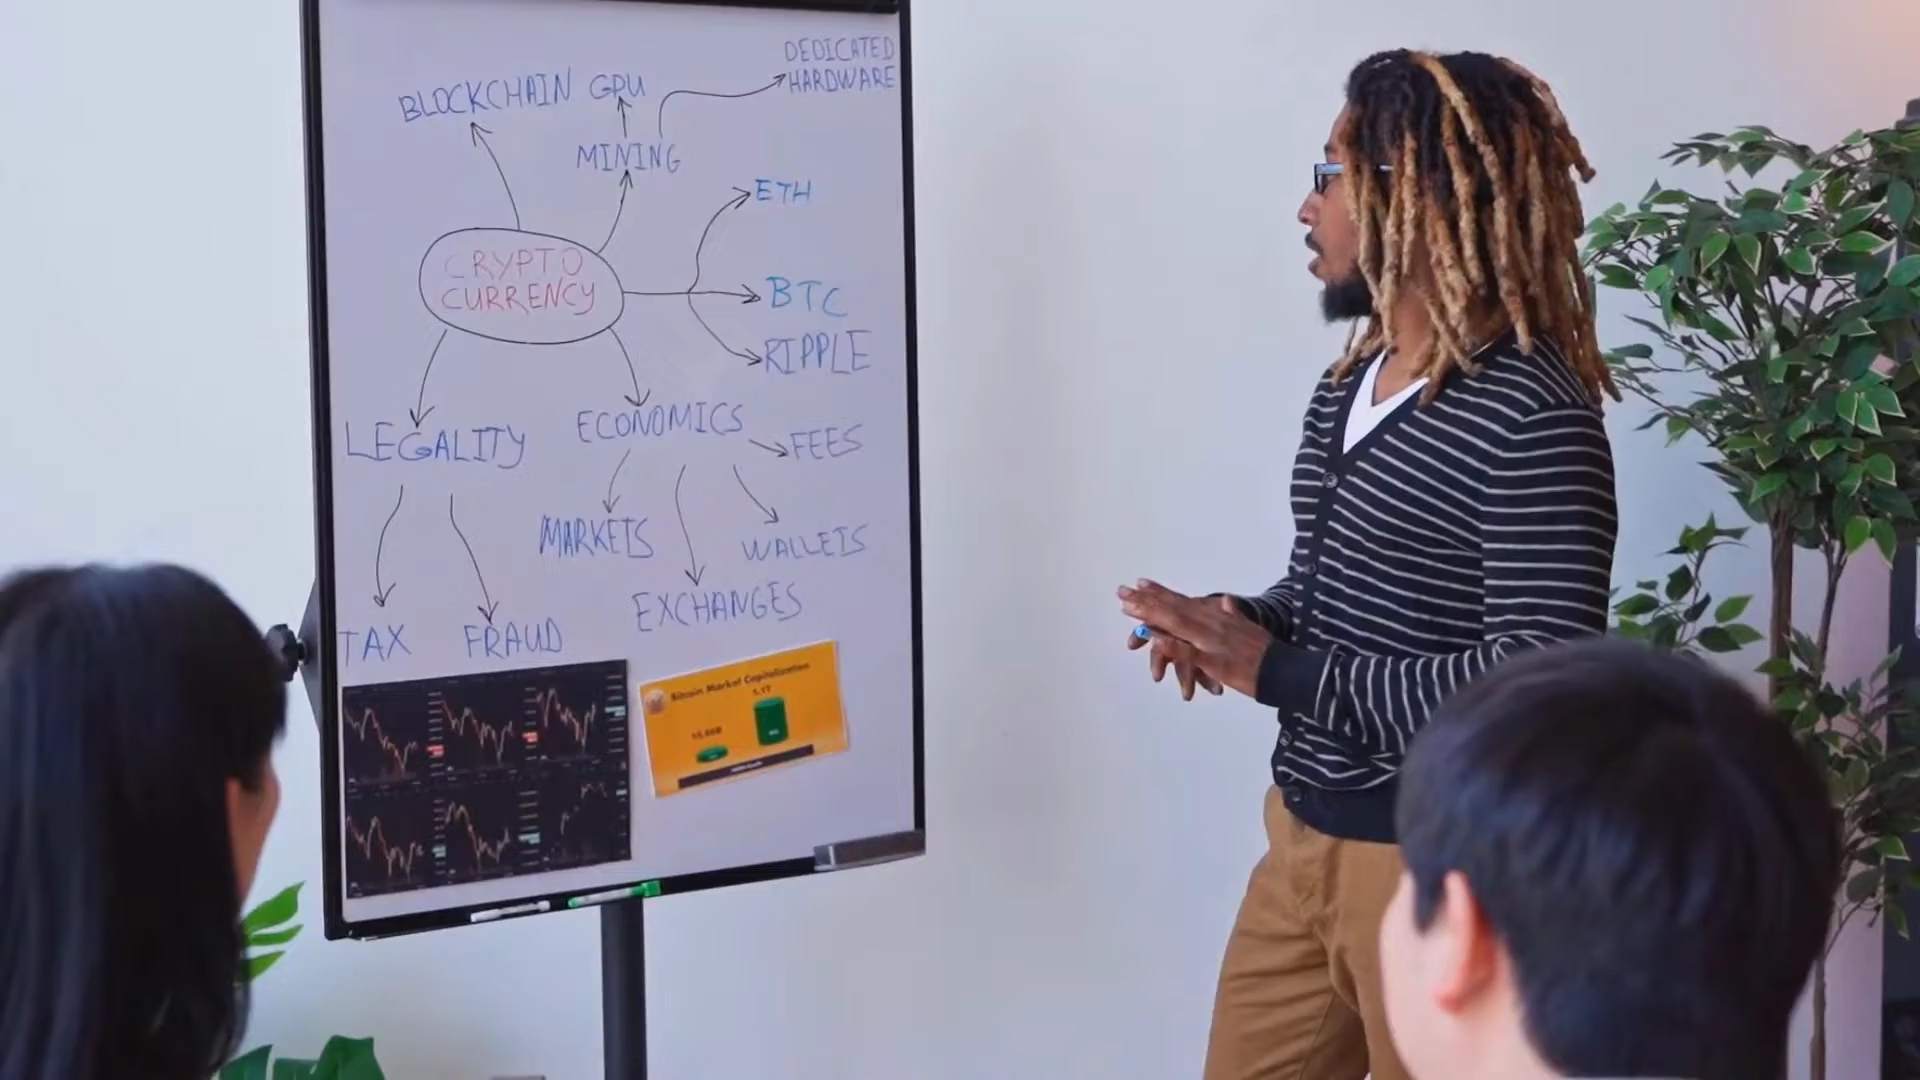 DEDICATED
HARDWARE
BLOCKCHAIN GPU
MINING
ETH
CRYPTO
CURRENCY
BTC
RIPPLE
LEGALITY
ECONOMICS
FEES
MARKETS
WALLETS
EXCHANGES
TAX
FRAUD
Bitcoin Market Capitalization